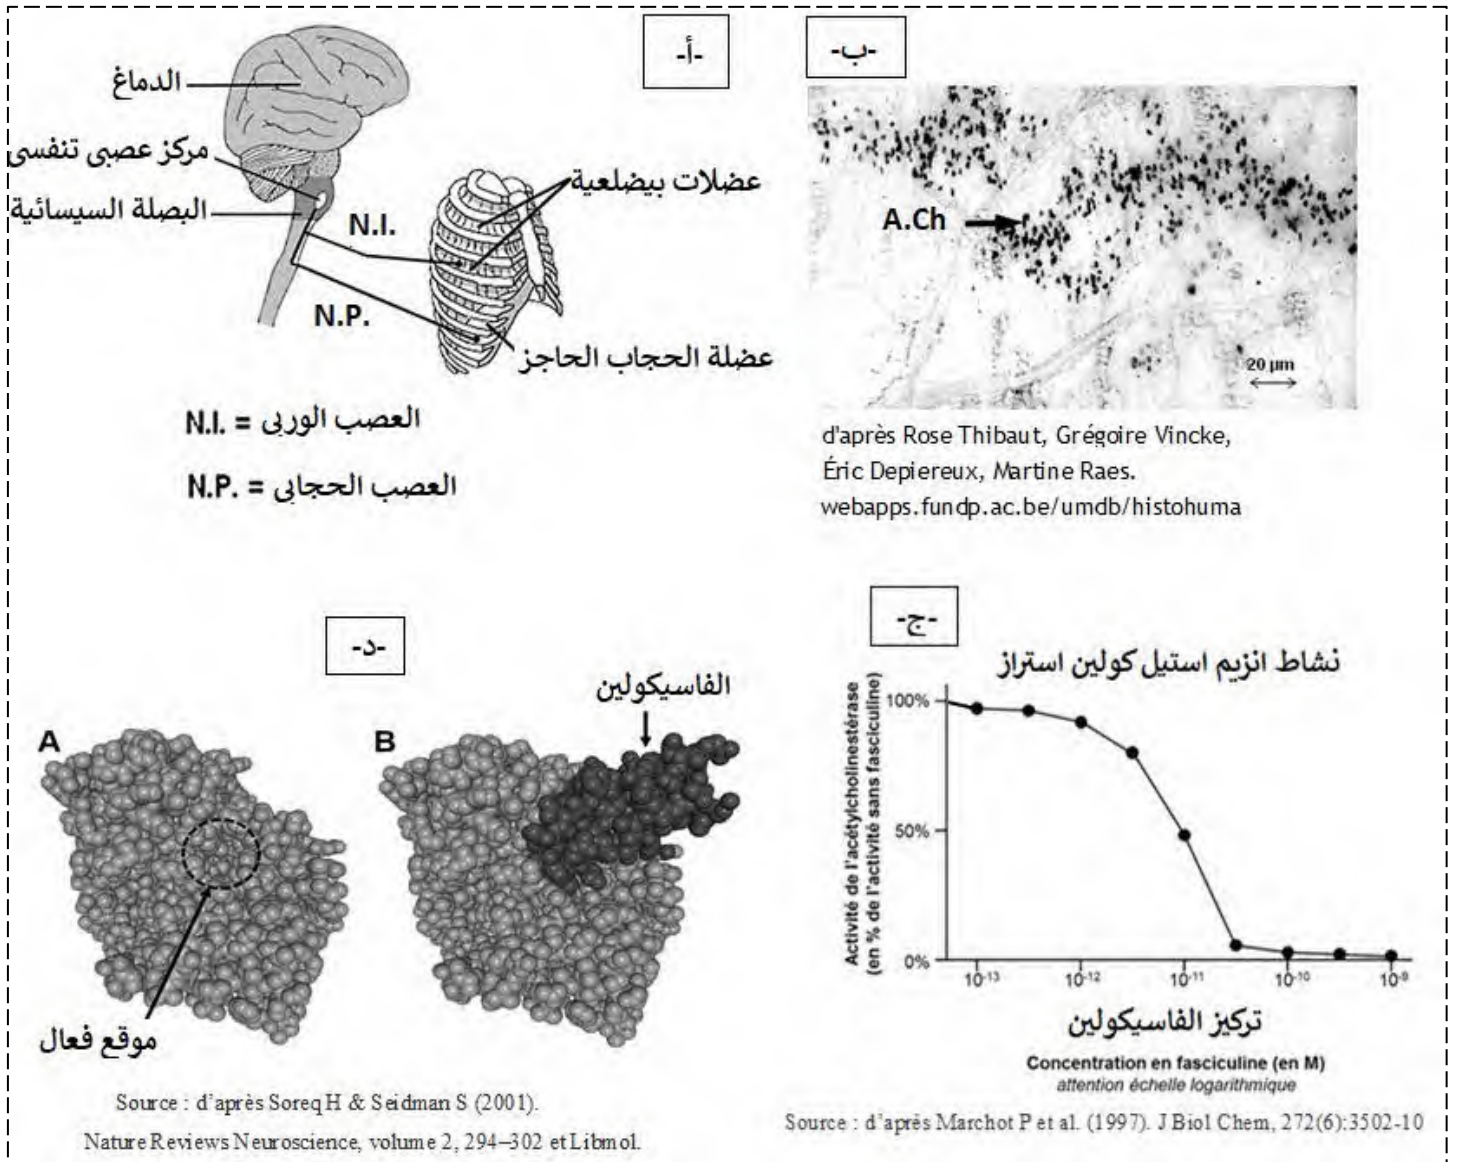 -أ-
الدماغ
مركز عصبي تنفسي
البصلة السيسائية
عضلات بيضلعية
N.I.
N.P.
عضلة الحجاب الحاجز
N.I. = العصب الوربي
N.P. = العصب الحجابي
-ب-
A.Ch
20 µm
d'après Rose Thibaut, Grégoire Vincke,
Éric Depiereux, Martine Raes.
webapps.fundp.ac.be/umdb/histohuma
-د-
الفاسيكولين
A
B
موقع فعال
Source : d'après Soreq H & Seidman S (2001).
Nature Reviews Neuroscience, volume 2, 294–302 et Libmol.
-ج-
نشاط انزيم استيل كولين استراز
Activité de l'acétylcholinestérase
(en % de l'activité sans fasciculine)
100%
50%
0%
10-13 10-12 10-11 10-10 10-9
تركيز الفاسيكولين
Concentration en fasciculine (en M)
attention échelle logarithmique
Source : d'après Marchot P et al. (1997). J Biol Chem, 272(6):3502-10